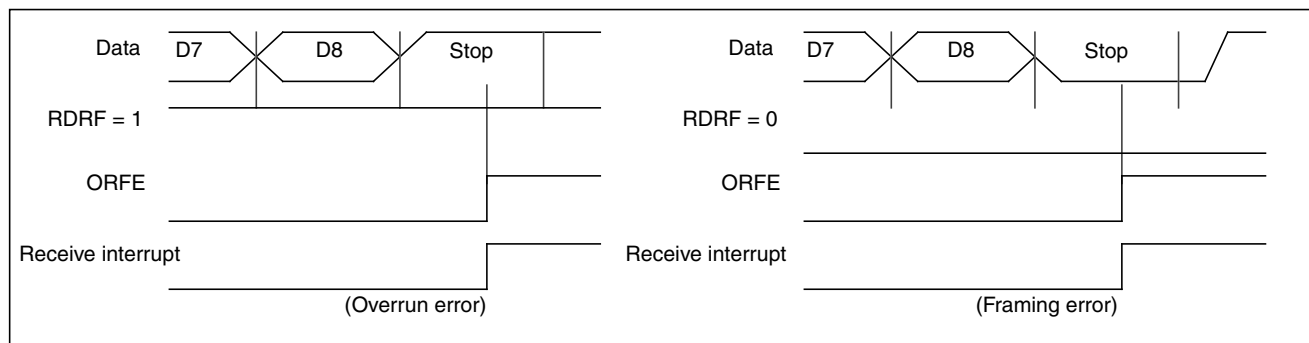 Data D7 D8 Stop
RDRF = 1
ORFE
Receive interrupt
(Overrun error)
Data D7 D8 Stop
RDRF = 0
ORFE
Receive interrupt
(Framing error)